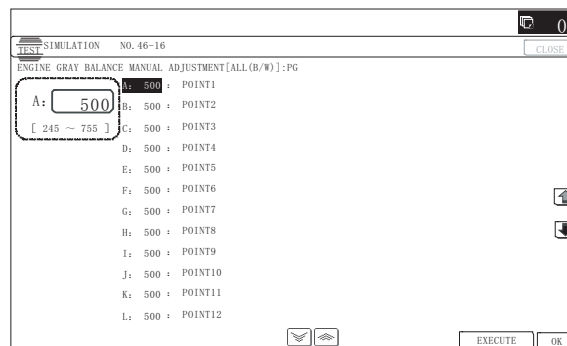 0
TEST SIMULATION NO.46-16
CLOSE
ENGINE GRAY BALANCE MANUAL ADJUSTMENT[ALL(B/W)]:PG
A: 500
[ 245 ~ 755 ]
A: 500 : POINT1
B: 500 : POINT2
C: 500 : POINT3
D: 500 : POINT4
E: 500 : POINT5
F: 500 : POINT6
G: 500 : POINT7
H: 500 : POINT8
I: 500 : POINT9
J: 500 : POINT10
K: 500 : POINT11
L: 500 : POINT12
EXECUTE
OK